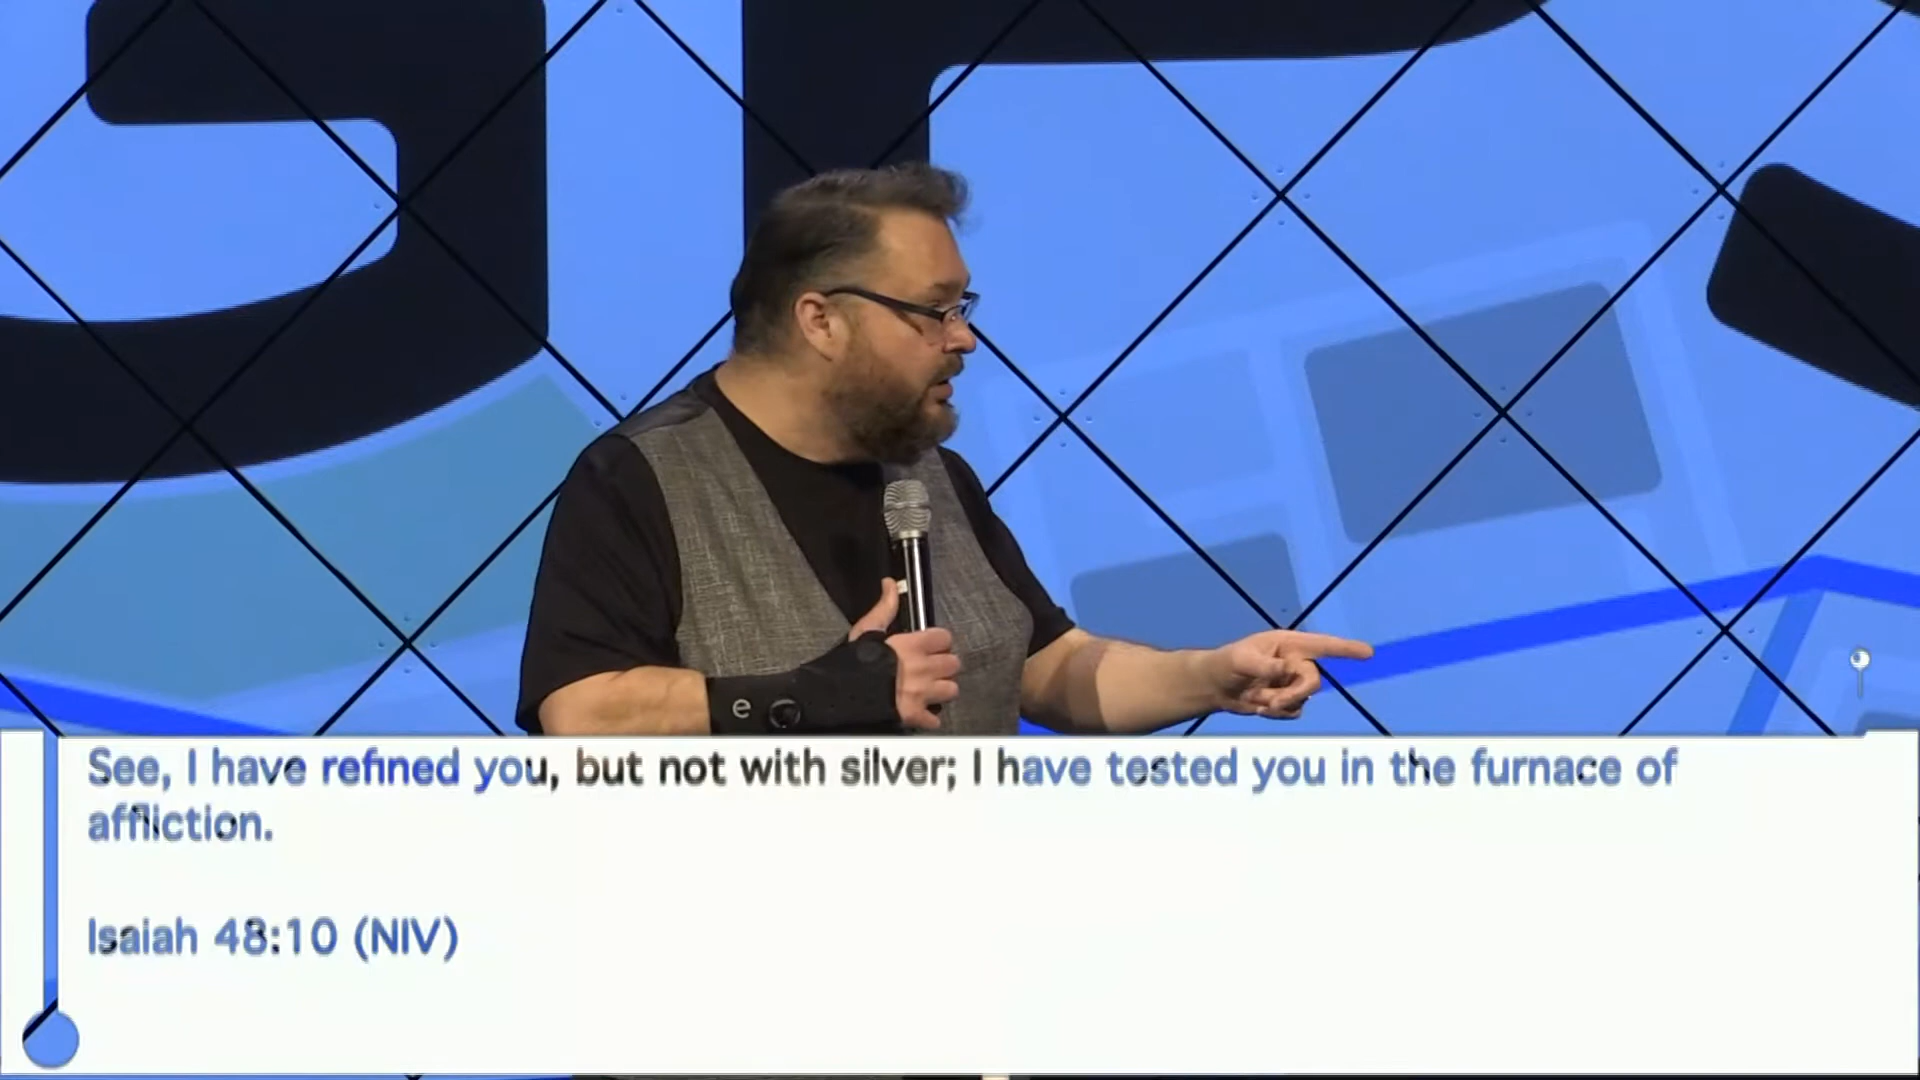 e
See, I have refined you, but not with silver; I have tested you in the furnace of
affliction.
Isaiah 48:10 (NIV)